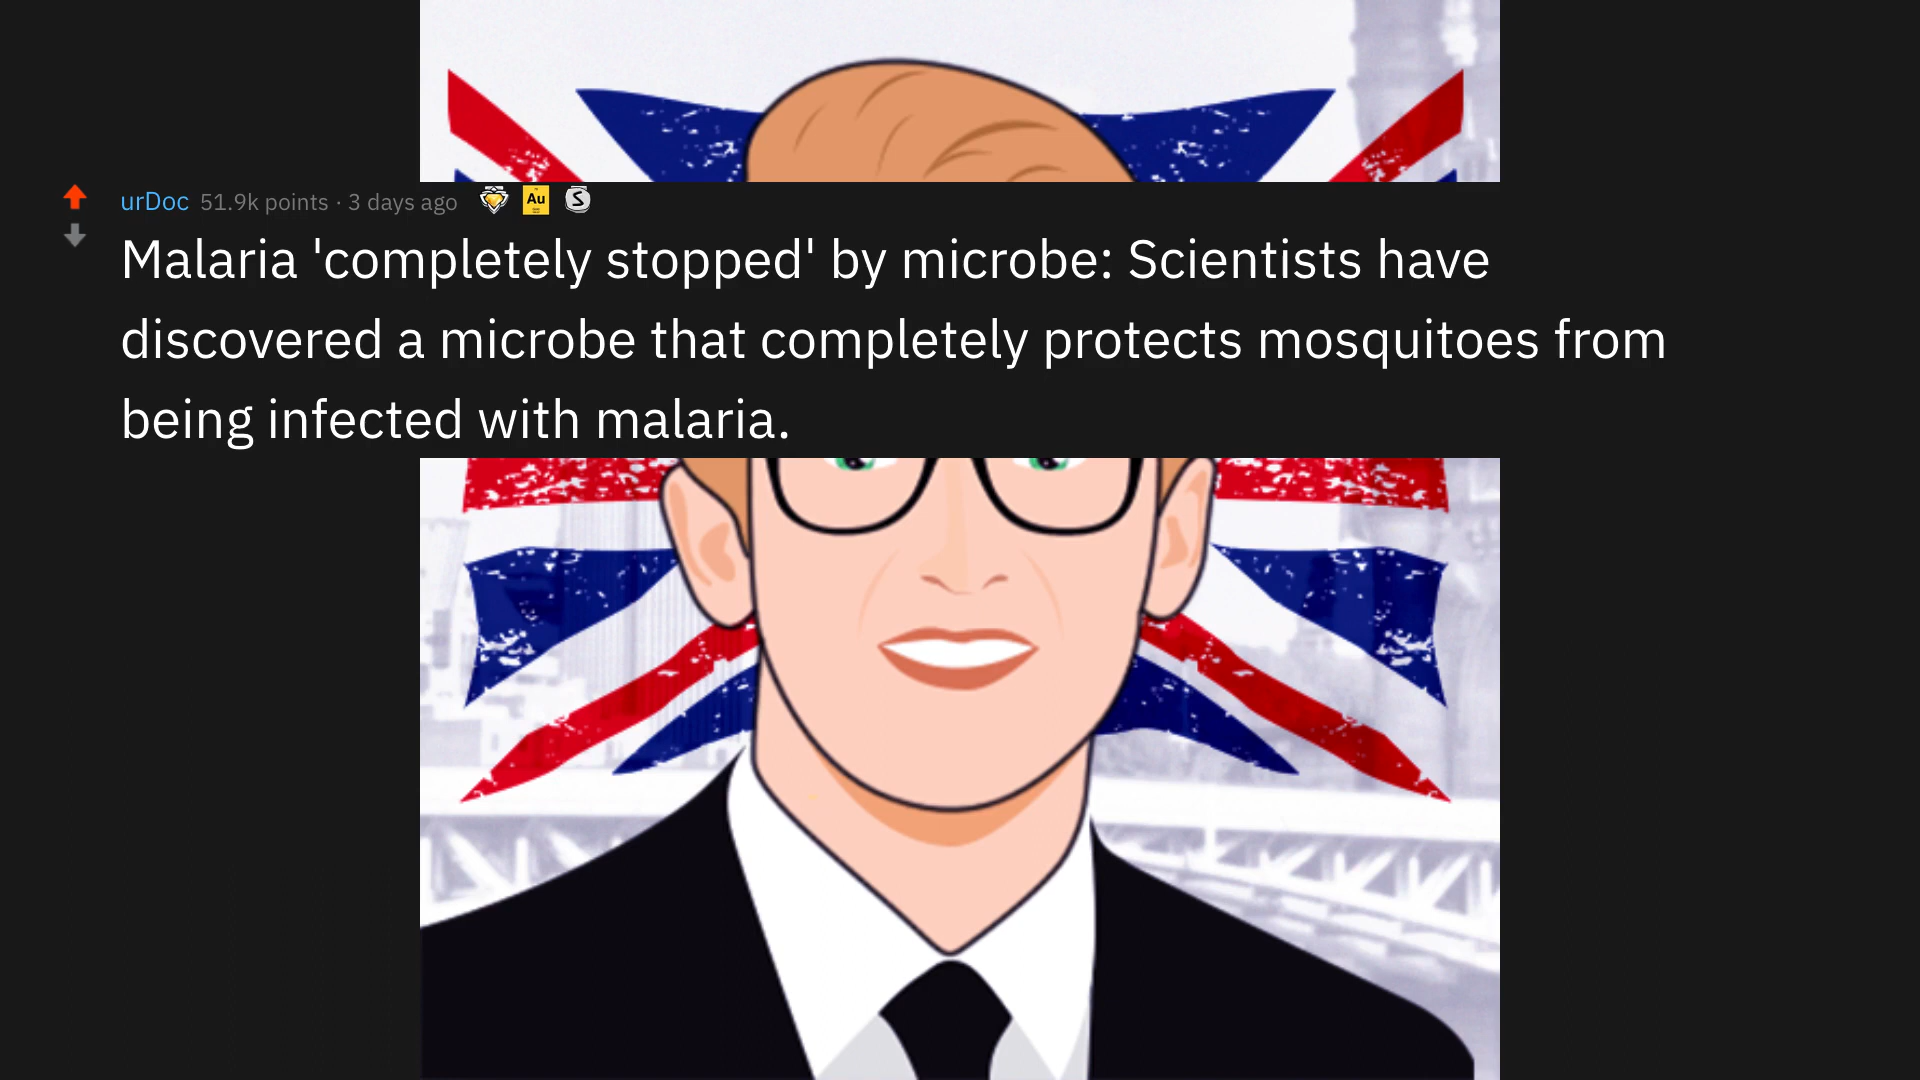 urDoc 51.9k points · 3 days ago Au S
Malaria 'completely stopped' by microbe: Scientists have
discovered a microbe that completely protects mosquitoes from
being infected with malaria.